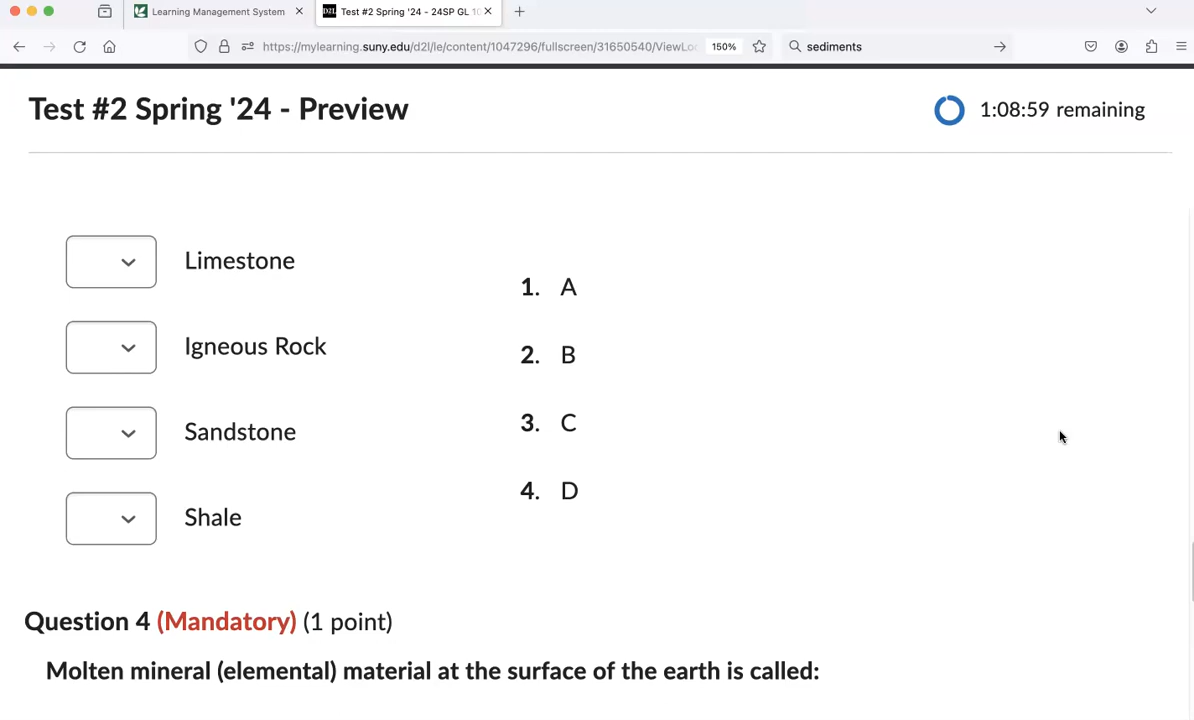 Learning Management System
Test #2 Spring '24 - 24SP GL 10
https://mylearning.suny.edu/d2l/le/content/1047296/fullscreen/31650540/ViewLo
150%
sediments
Test #2 Spring '24 - Preview
1:08:59 remaining
Limestone
1. A
Igneous Rock
2. B
Sandstone
3. C
4. D
Shale
Question 4 (Mandatory) (1 point)
Molten mineral (elemental) material at the surface of the earth is called: